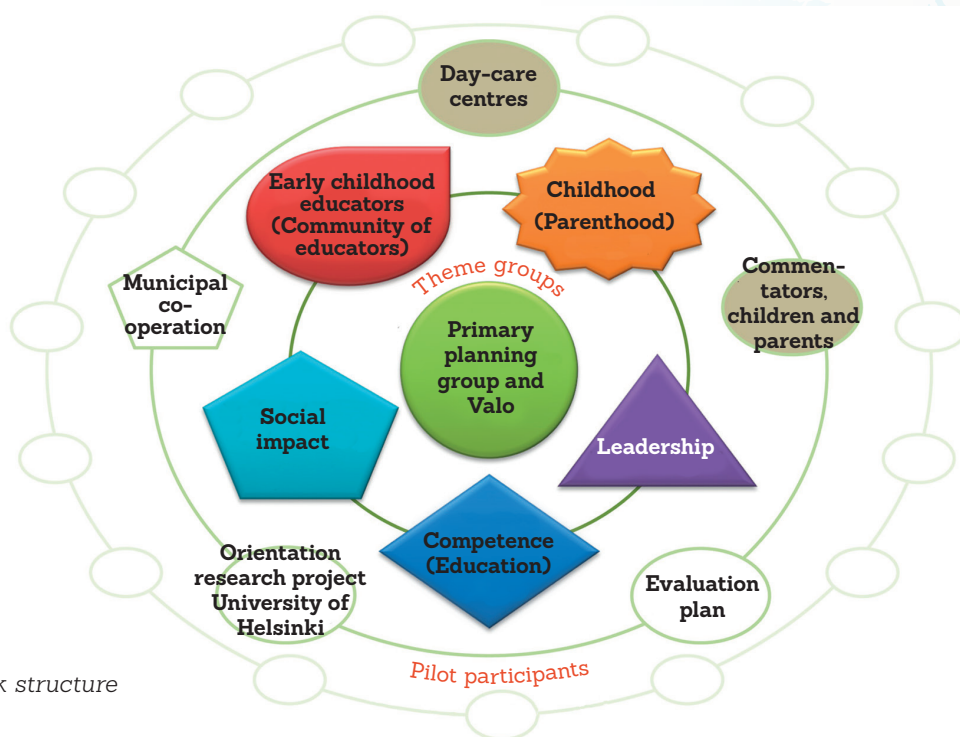 Day-care
centres
Early childhood
educators
(Community of
educators)
Childhood
(Parenthood)
Theme groups
Municipal
co-
operation
Commen-
tators,
children and
parents
Primary
planning
group and
Valo
Social
impact
Leadership
Competence
(Education)
Orientation
research project
University of
Helsinki
Evaluation
plan
Pilot participants
structure